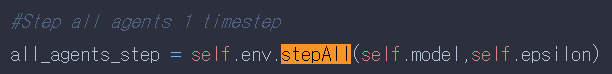 #Step all agents 1 timestep
all_agents_step = self.env.stepAll(self.model,self.epsilon)